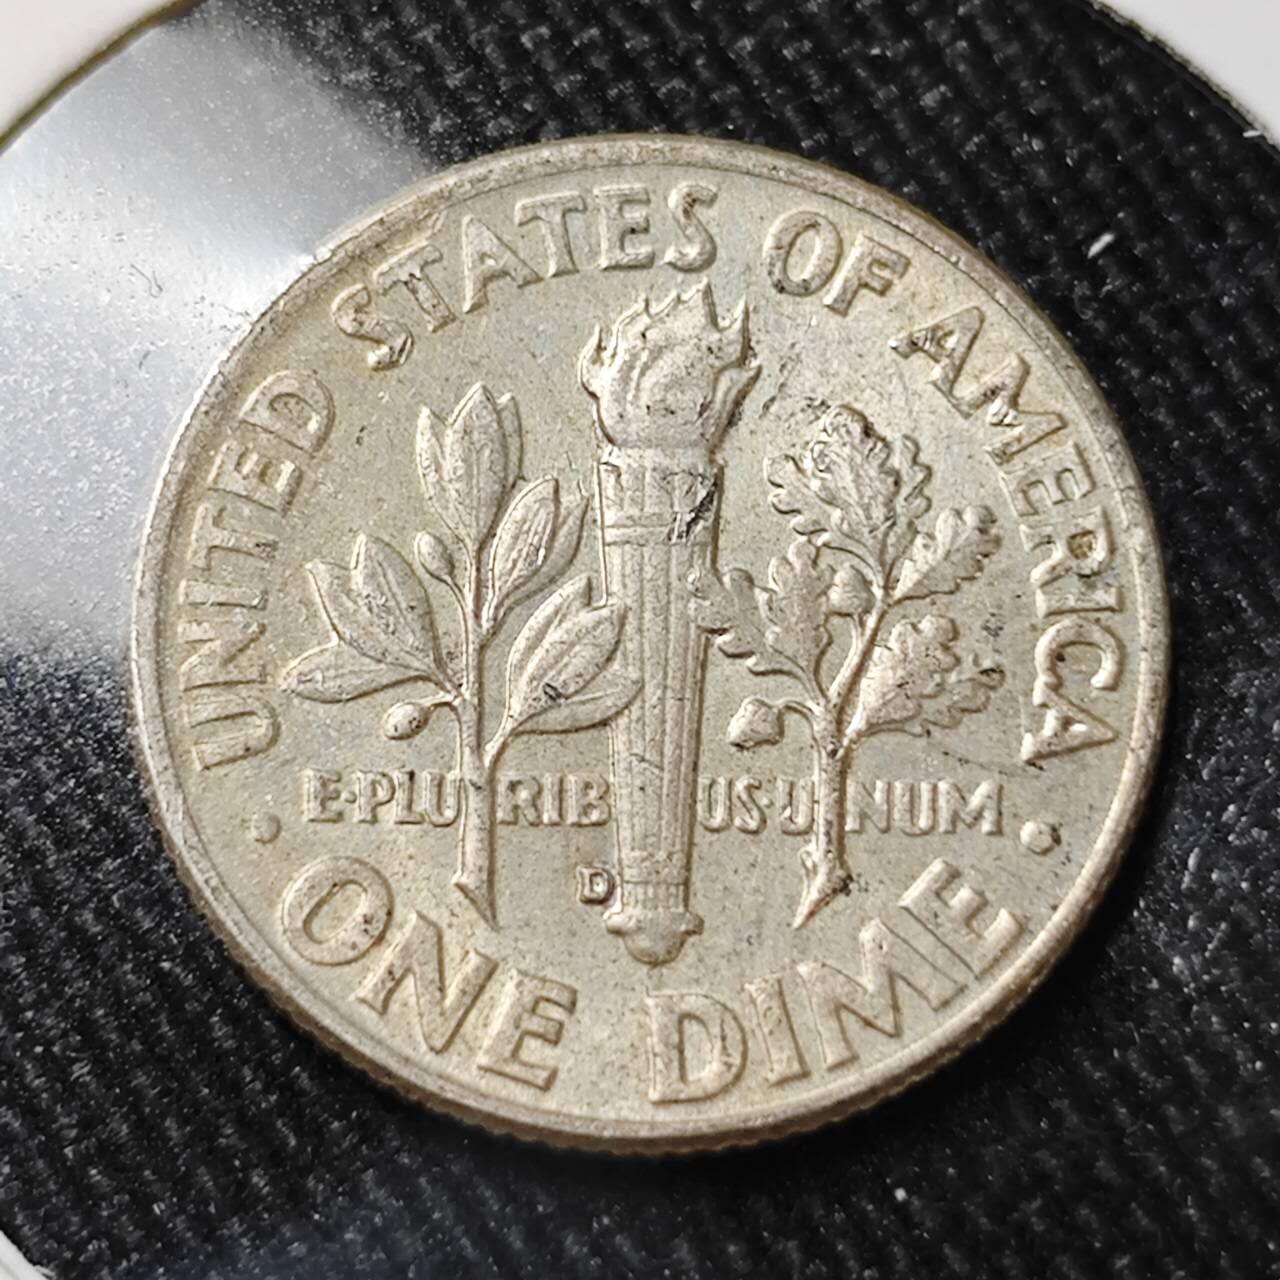 UNITED STATES OF AMERICA
E·PLURIBUS·UNUM
D
·ONE DIME·